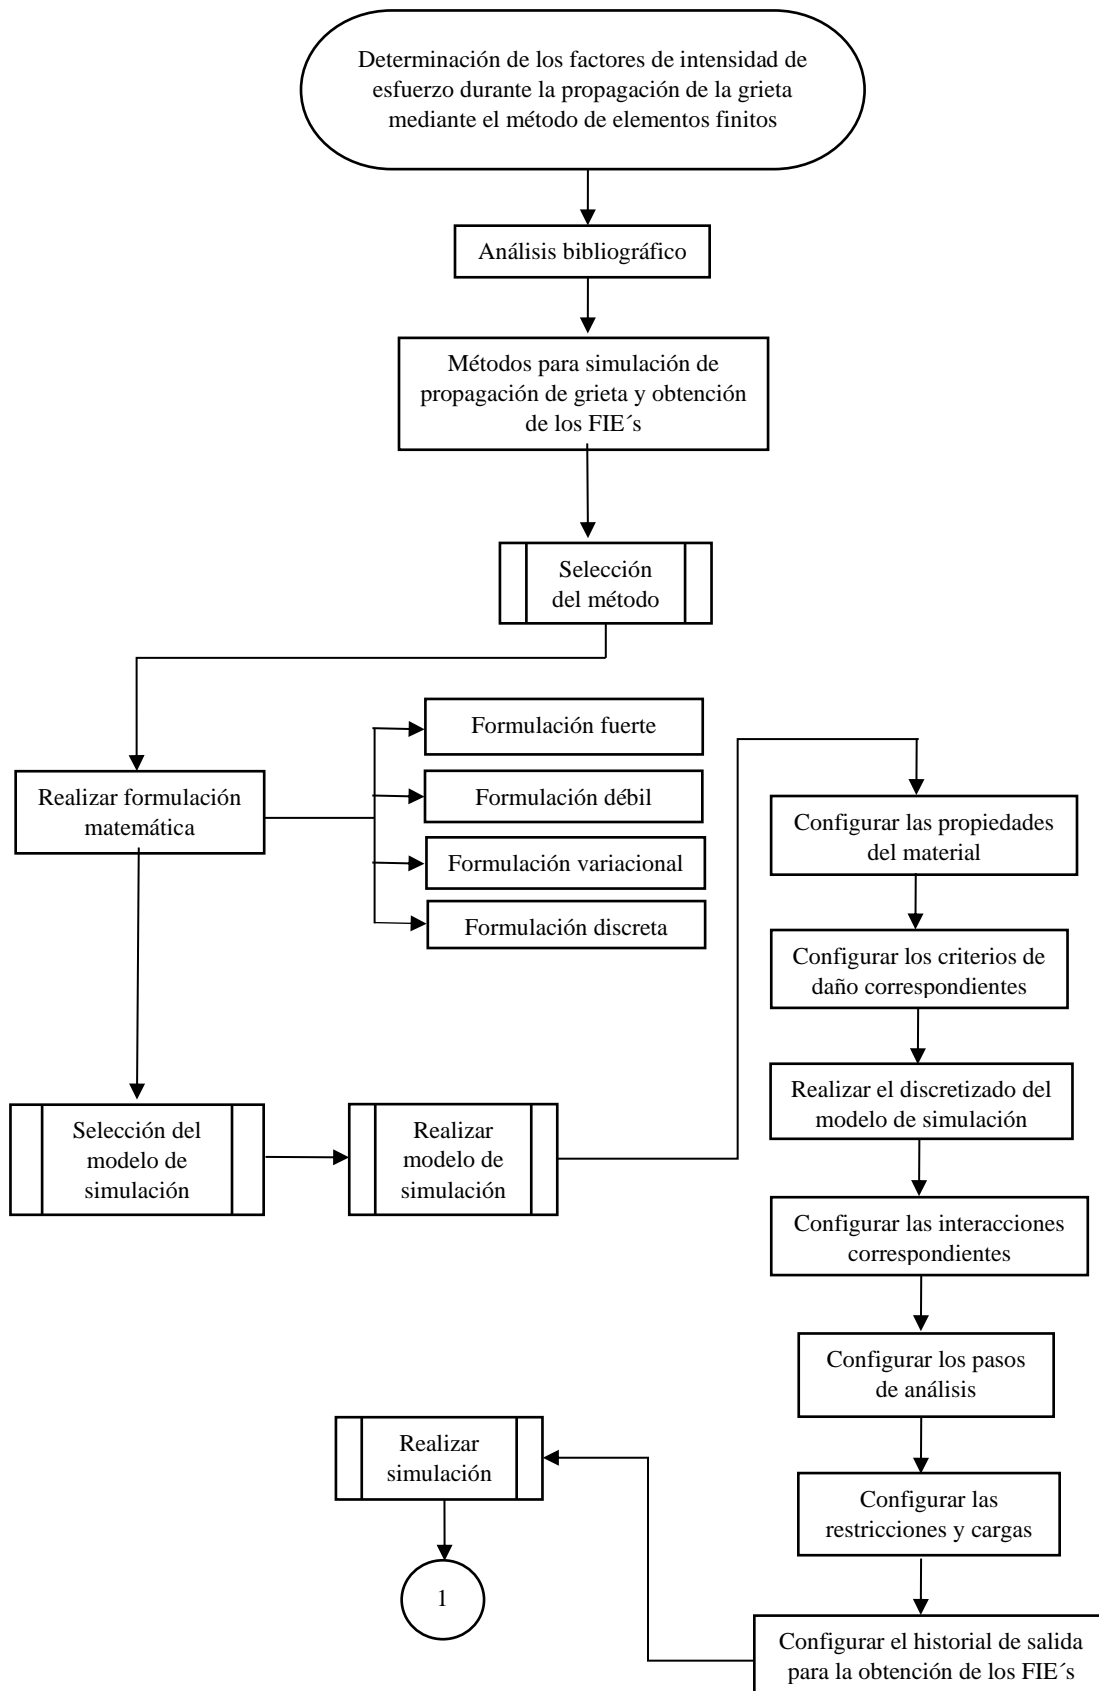 Determinación de los factores de intensidad de
esfuerzo durante la propagación de la grieta
mediante el método de elementos finitos
Análisis bibliográfico
Métodos para simulación de
propagación de grieta y obtención
de los FIE´s
Selección
del método
Realizar formulación
matemática
Formulación fuerte
Formulación débil
Formulación variacional
Formulación discreta
Selección del
modelo de
simulación
Realizar
modelo de
simulación
Configurar las propiedades
del material
Configurar los criterios de
daño correspondientes
Realizar el discretizado del
modelo de simulación
Configurar las interacciones
correspondientes
Configurar los pasos
de análisis
Configurar las
restricciones y cargas
Configurar el historial de salida
para la obtención de los FIE´s
Realizar
simulación
1